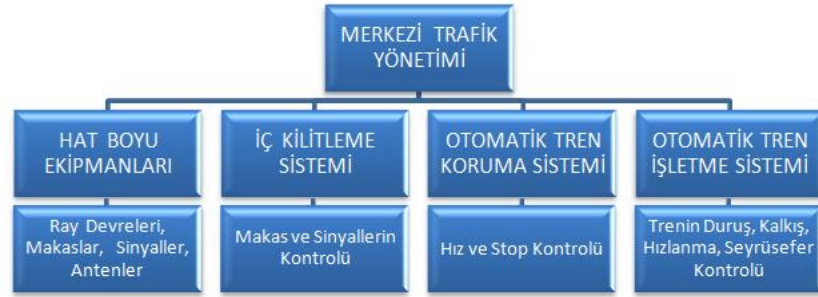 MERKEZİ TRAFİK
YÖNETİMİ
HAT BOYU
EKİPMANLARI
İÇ KİLİTLEME
SİSTEMİ
OTOMATİK TREN
KORUMA SİSTEMİ
OTOMATİK TREN
İŞLETME SİSTEMİ
Ray Devreleri,
Makaslar, Sinyaller,
Antenler
Makas ve Sinyallerin
Kontrolü
Hız ve Stop Kontrolü
Trenin Duruş, Kalkış,
Hızlanma, Seyrüsefer
Kontrolü